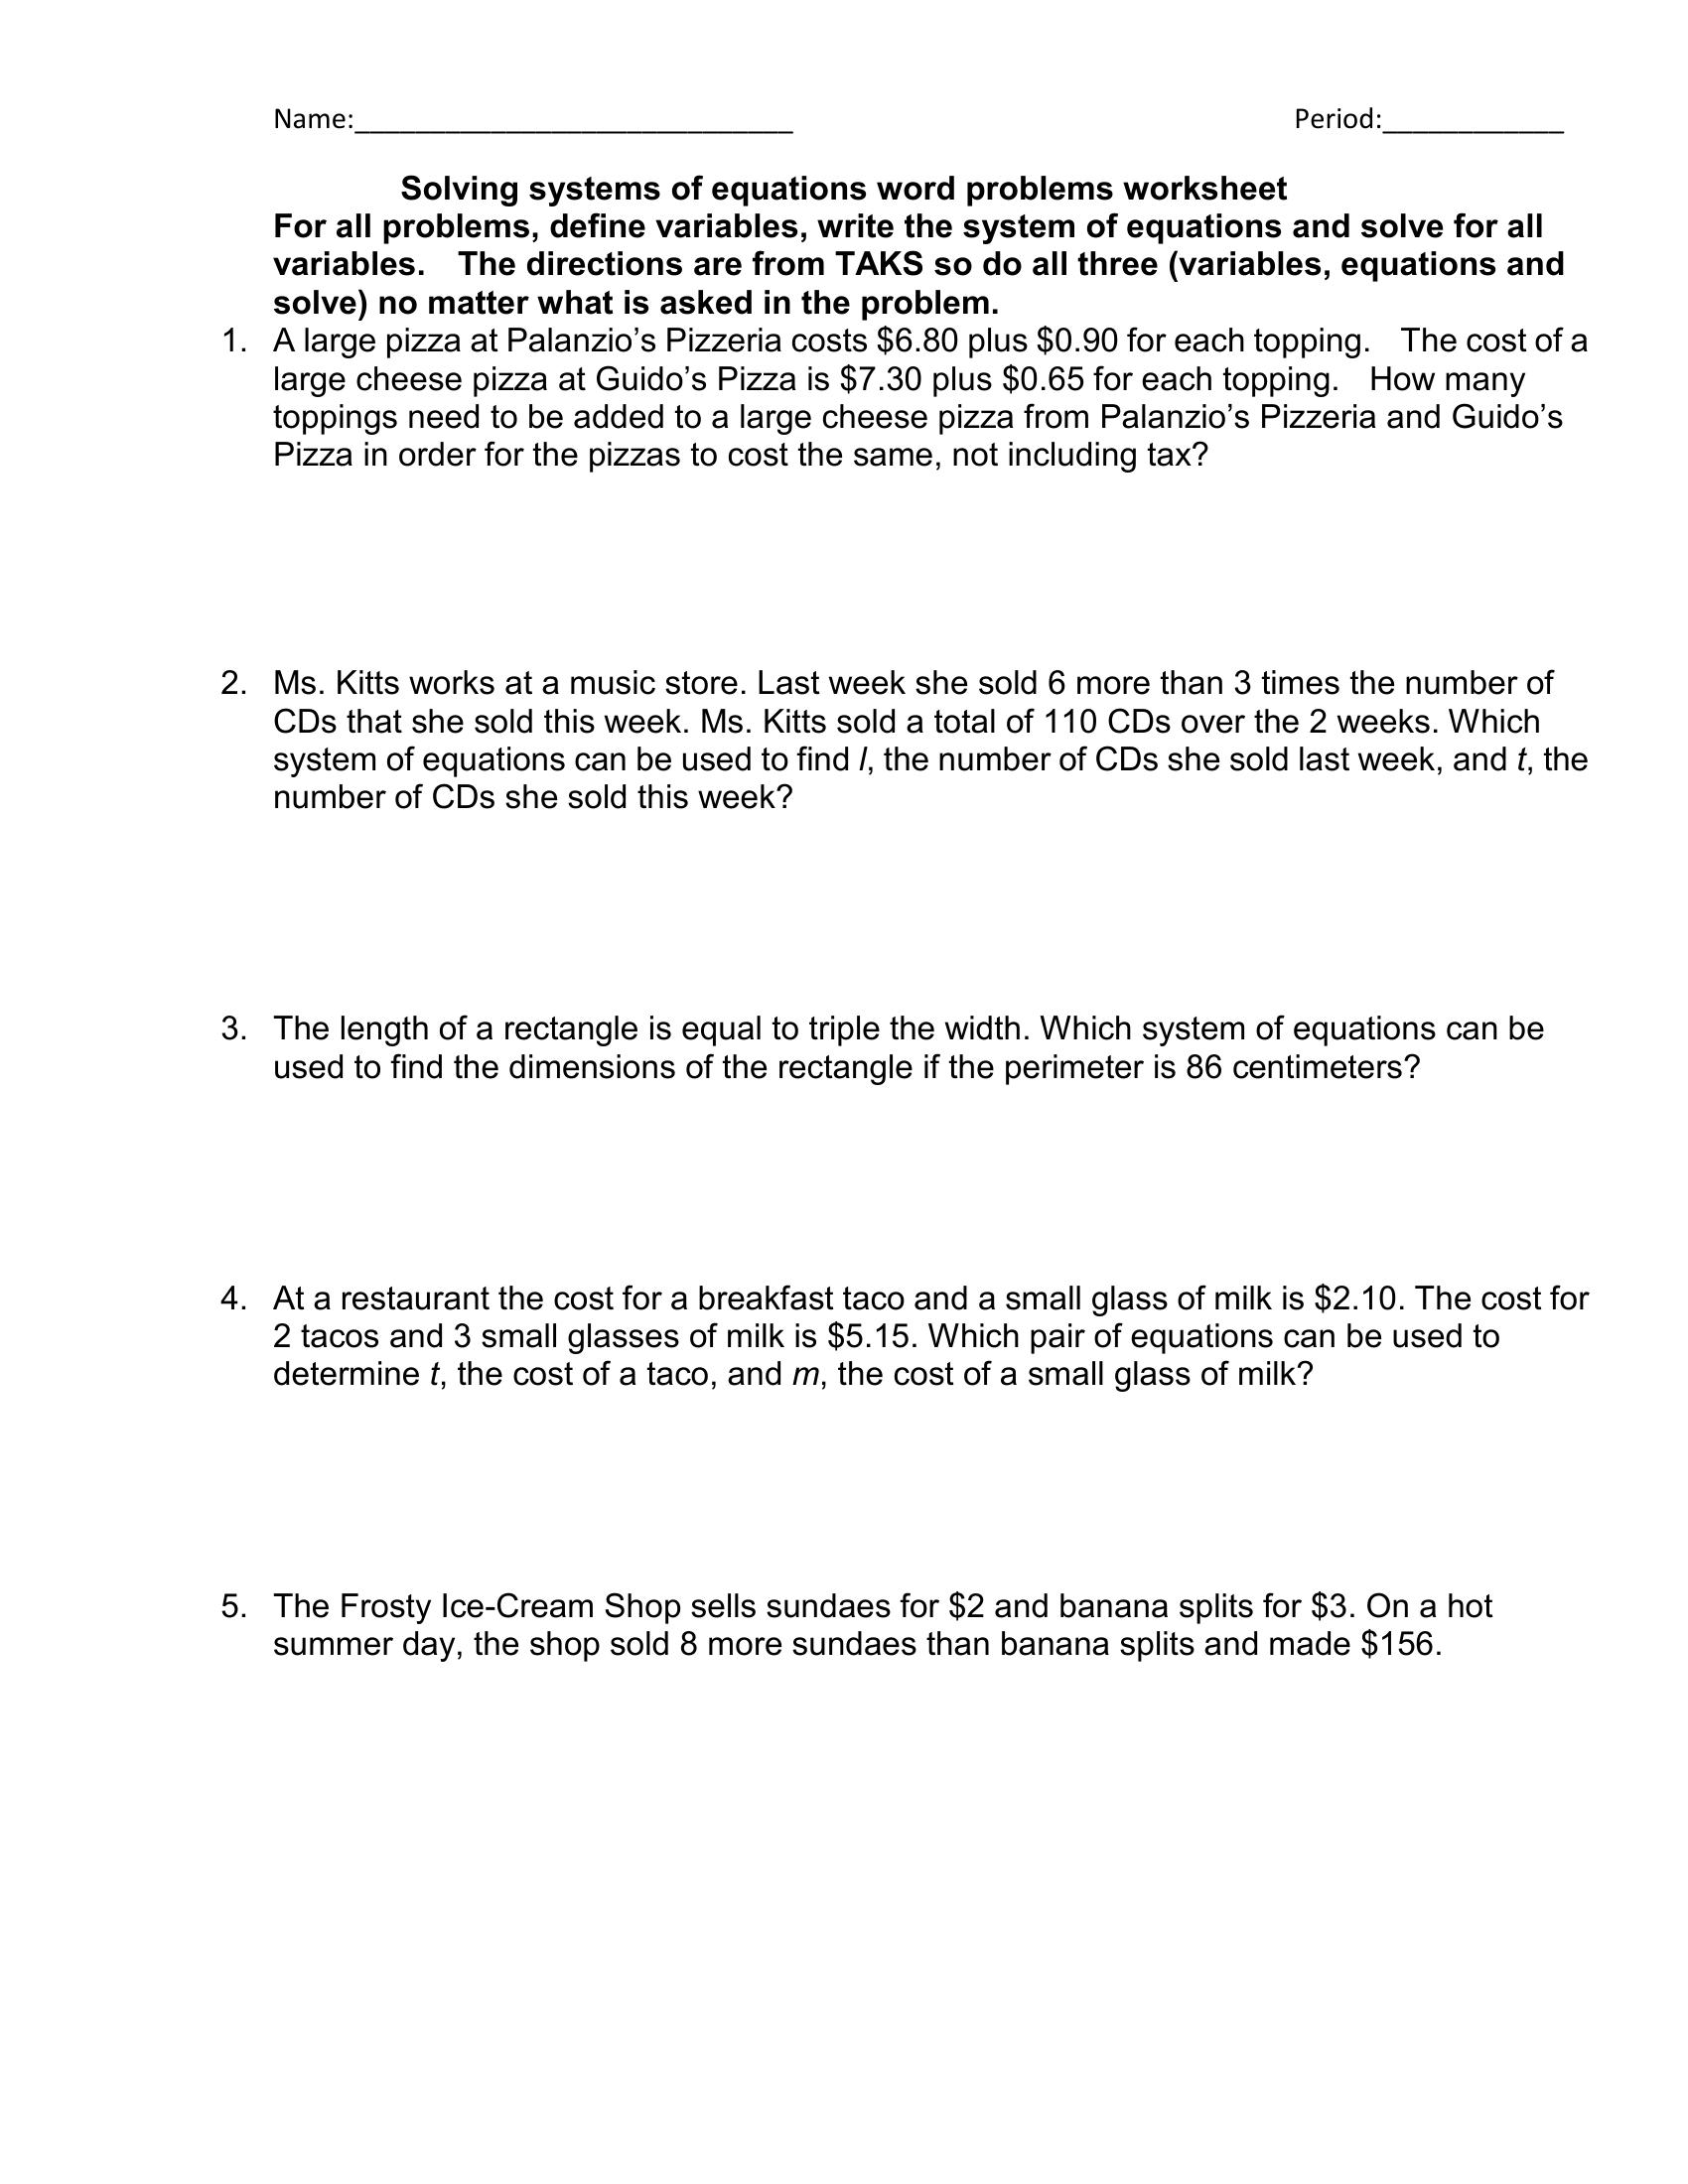 Name:____________________________ Period:____________
Solving systems of equations word problems worksheet
For all problems, define variables, write the system of equations and solve for all
variables. The directions are from TAKS so do all three (variables, equations and
solve) no matter what is asked in the problem.
1. A large pizza at Palanzio’s Pizzeria costs $6.80 plus $0.90 for each topping. The cost of a
large cheese pizza at Guido’s Pizza is $7.30 plus $0.65 for each topping. How many
toppings need to be added to a large cheese pizza from Palanzio’s Pizzeria and Guido’s
Pizza in order for the pizzas to cost the same, not including tax?
2. Ms. Kitts works at a music store. Last week she sold 6 more than 3 times the number of
CDs that she sold this week. Ms. Kitts sold a total of 110 CDs over the 2 weeks. Which
system of equations can be used to find l, the number of CDs she sold last week, and t, the
number of CDs she sold this week?
3. The length of a rectangle is equal to triple the width. Which system of equations can be
used to find the dimensions of the rectangle if the perimeter is 86 centimeters?
4. At a restaurant the cost for a breakfast taco and a small glass of milk is $2.10. The cost for
2 tacos and 3 small glasses of milk is $5.15. Which pair of equations can be used to
determine t, the cost of a taco, and m, the cost of a small glass of milk?
5. The Frosty Ice-Cream Shop sells sundaes for $2 and banana splits for $3. On a hot
summer day, the shop sold 8 more sundaes than banana splits and made $156.